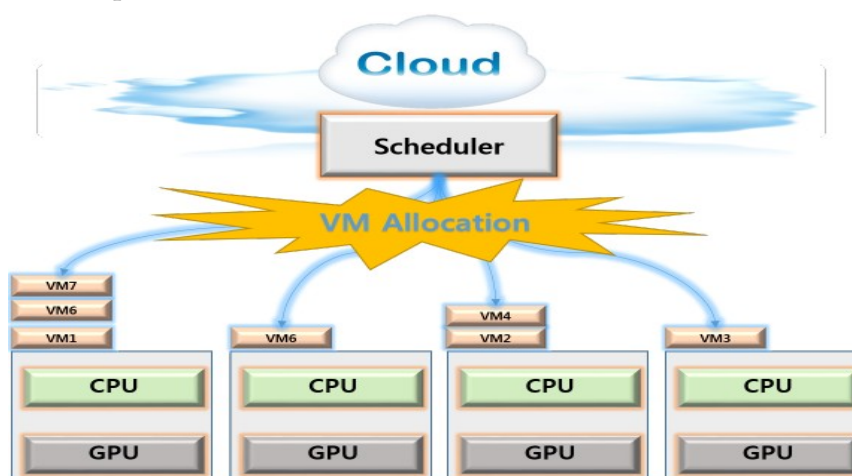 Cloud
Scheduler
VM Allocation
VM7
VM6
VM4
VM1 VM6 VM2 VM3
CPU CPU CPU CPU
GPU GPU GPU GPU